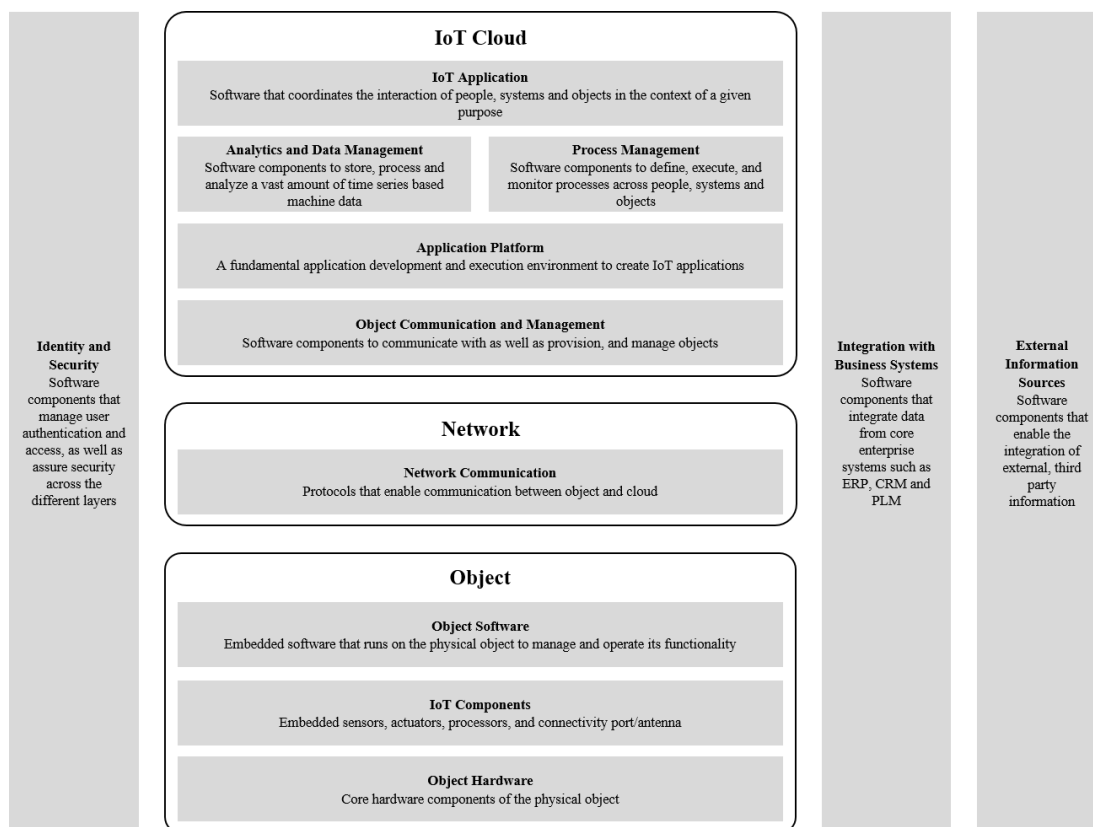 Identity and
Security
Software
components that
manage user
authentication and
access, as well as
assure security
across the
different layers
IoT Cloud
IoT Application
Software that coordinates the interaction of people, systems and objects in the context of a given
purpose
Analytics and Data Management
Software components to store, process and
analyze a vast amount of time series based
machine data
Process Management
Software components to define, execute, and
monitor processes across people, systems and
objects
Application Platform
A fundamental application development and execution environment to create IoT applications
Object Communication and Management
Software components to communicate with as well as provision, and manage objects
Network
Network Communication
Protocols that enable communication between object and cloud
Object
Object Software
Embedded software that runs on the physical object to manage and operate its functionality
IoT Components
Embedded sensors, actuators, processors, and connectivity port/antenna
Object Hardware
Core hardware components of the physical object
Integration with
Business Systems
Software
components that
integrate data
from core
enterprise
systems such as
ERP, CRM and
PLM
External
Information
Sources
Software
components that
enable the
integration of
external, third
party
information